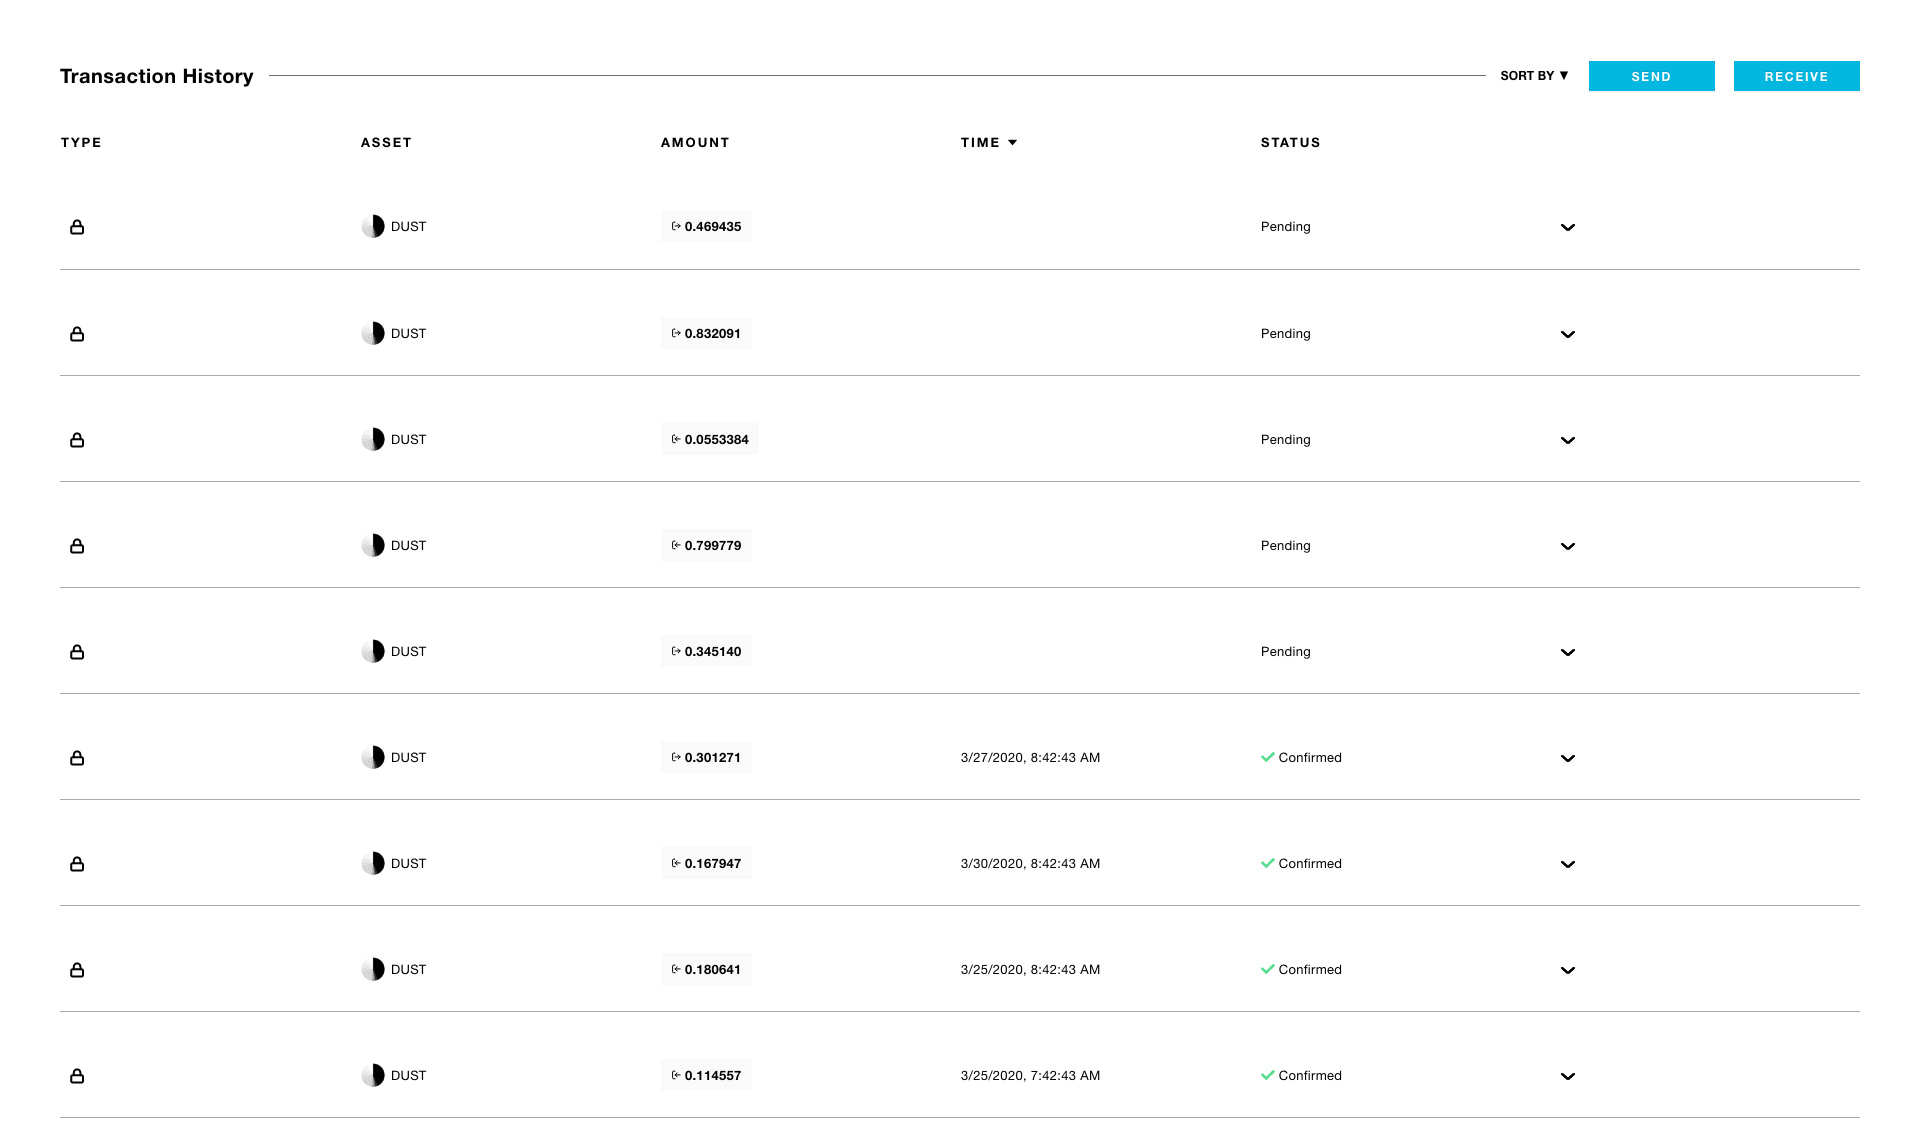 Transaction History SORT BY ▼ SEND RECEIVE
TYPE ASSET AMOUNT TIME STATUS
DUST 0.469435 Pending
DUST 0.832091 Pending
DUST 0.0553384 Pending
DUST 0.799779 Pending
DUST 0.345140 Pending
DUST 0.301271 3/27/2020, 8:42:43 AM Confirmed
DUST 0.167947 3/30/2020, 8:42:43 AM Confirmed
DUST 0.180641 3/25/2020, 8:42:43 AM Confirmed
DUST 0.114557 3/25/2020, 7:42:43 AM Confirmed